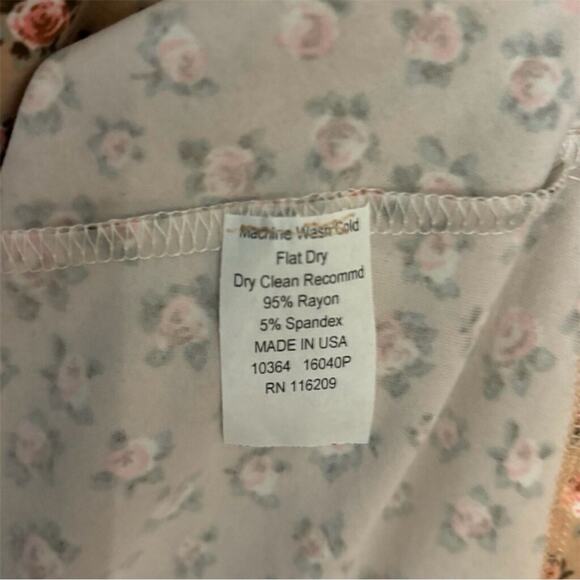 Machine Wash Cold
Flat Dry
Dry Clean Recommd
95% Rayon
5% Spandex
MADE IN USA
10364 16040P
RN 116209